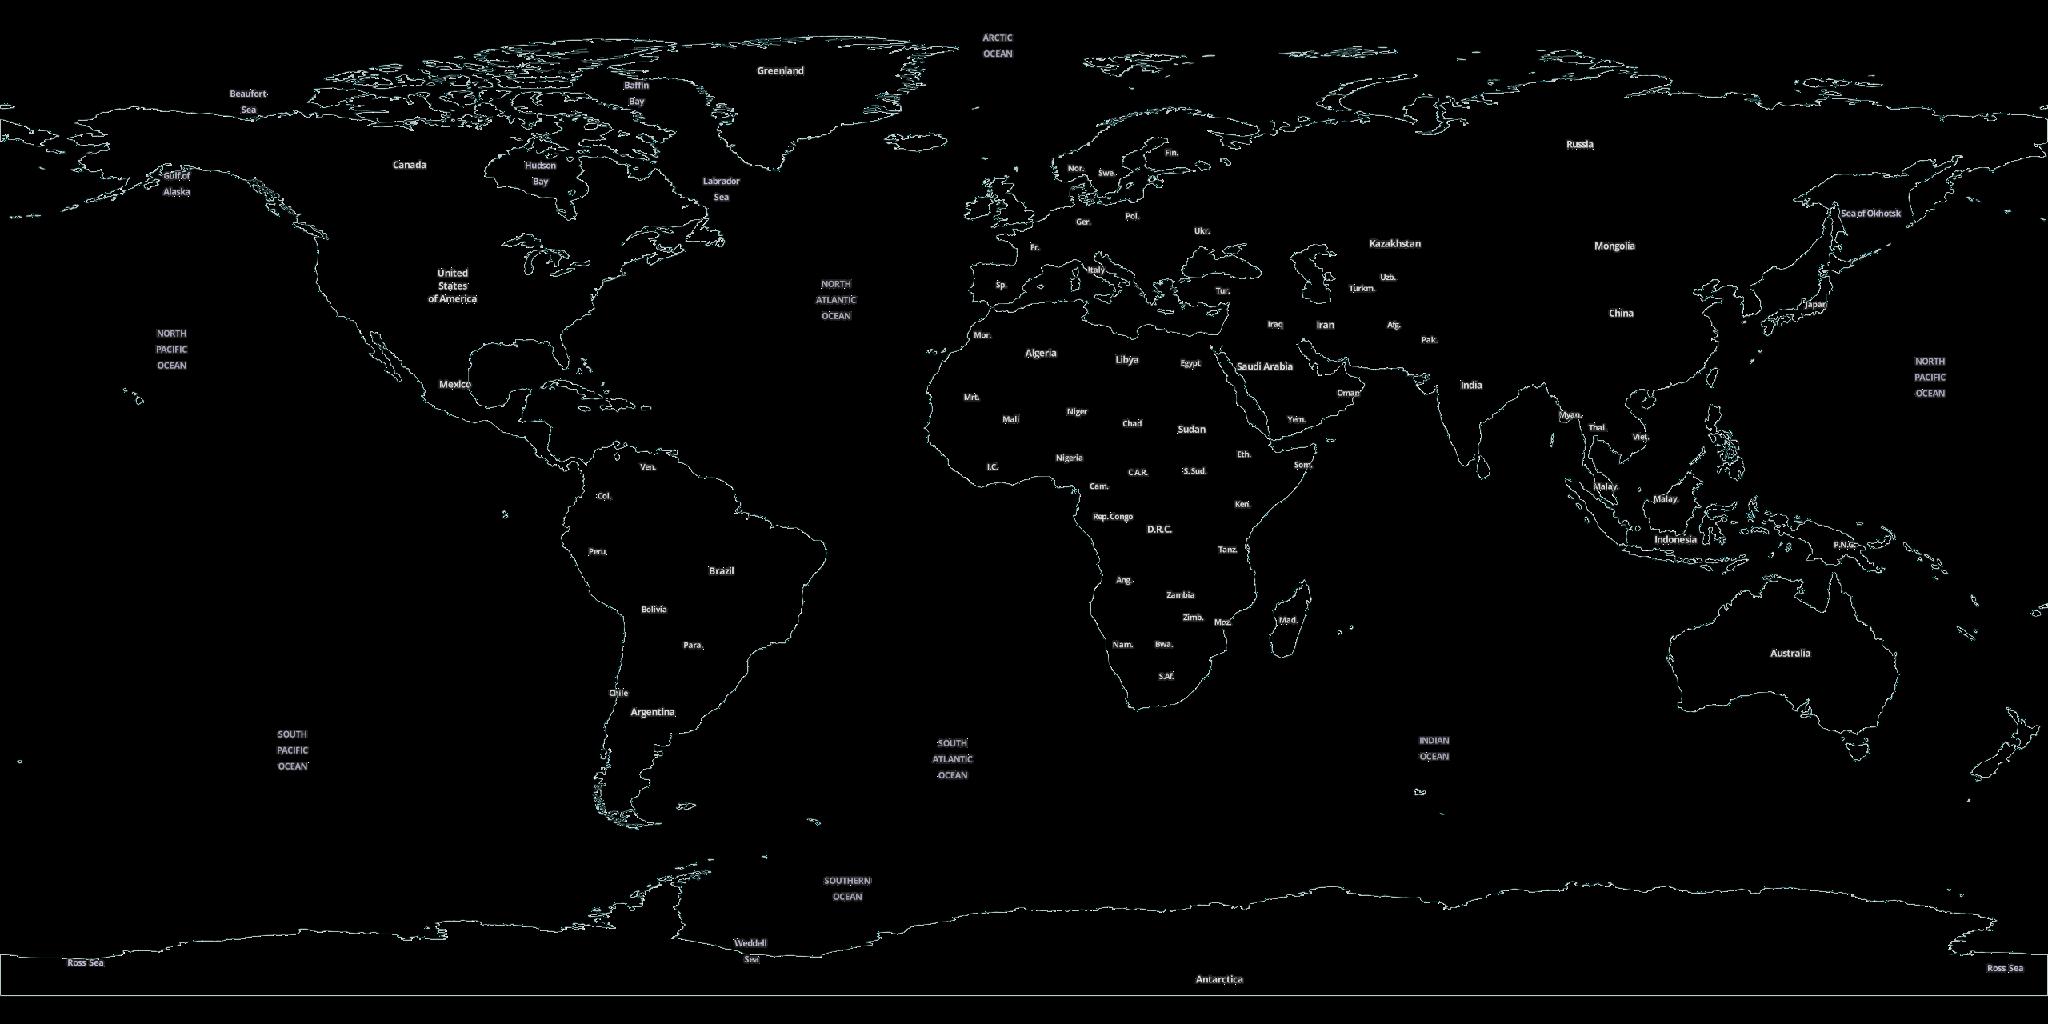 ARCTIC
OCEAN
Greenland
Baffin
Bay
Beaufort
Sea
Russia
Fin.
Canada
Hudson
Bay
Nor.
Swe.
Gulf of
Alaska
Labrador
Sea
Sea of Okhotsk
Ger.
Pol.
Ukr.
Fr.
Kazakhstan
Mongolia
United
States
of America
Italy
Uzb.
Sp.
Tur.
Turkm.
NORTH
ATLANTIC
OCEAN
Japan
China
NORTH
PACIFIC
OCEAN
Mor.
Iraq
Iran
Afg.
Pak.
Algeria
Libya
Egypt
Saudi Arabia
NORTH
PACIFIC
OCEAN
Mexico
India
Mrt.
Oman
Mali
Niger
Chad
Sudan
Yem.
Myan.
Thai.
Viet.
Ven.
I.C.
Nigeria
C.A.R.
S.Sud.
Eth.
Som.
Col.
Cam.
Malay.
Malay.
Rep.Congo
D.R.C.
Ken.
Peru
Tanz.
Indonesia
P.N.G.
Brazil
Ang.
Bolivia
Zambia
Zimb.
Moz.
Mad.
Para.
Nam.
Bwa.
Australia
S.Af.
Chile
Argentina
SOUTH
PACIFIC
OCEAN
SOUTH
ATLANTIC
OCEAN
INDIAN
OCEAN
SOUTHERN
OCEAN
Weddell
Sea
Ross Sea
Ross Sea
Antarctica